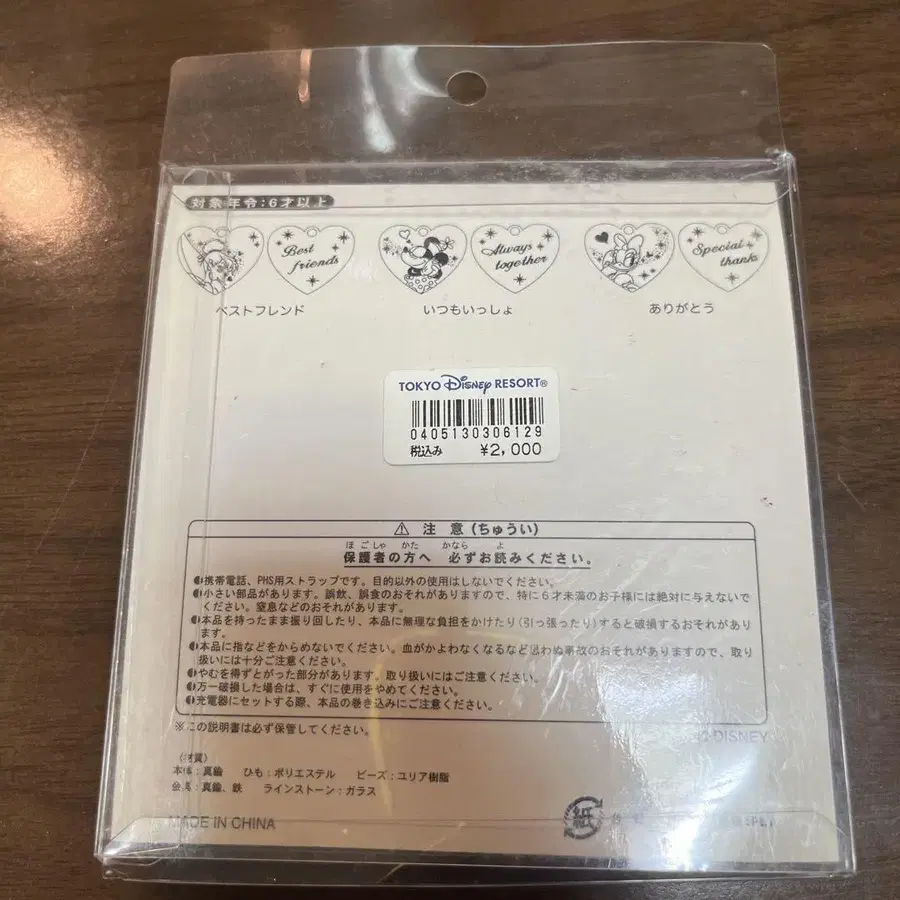 対象年令：6才以上
Best friends
Always together
Special thanks
ベストフレンド
いつもいっしょ
ありがとう
TOKYO DISNEY RESORT®
0405130306129
税込み ¥2,000
⚠ 注意(ちゅうい)
ほごしゃ かた かなら よ
保護者の方へ 必ずお読みください。
●携帯電話、PHS用ストラップです。目的以外の使用はしないでください。
●小さい部品があります。誤飲、誤食のおそれがありますので、特に6才未満のお子様には絶対に与えないで
ください。窒息などのおそれがあります。
●本品を持ったまま振り回したり、本品に無理な負担をかけたり(引っ張ったり)すると破損するおそれがあり
ます。
●本品に指などをからめないでください。血がかよわなくなるなど思わぬ事故のおそれがありますので、取り
扱いには十分ご注意ください。
●やむを得ずとがった部分があります。取り扱いにはご注意ください。
●万一破損した場合は、すぐに使用をやめてください。
●充電器にセットする際、本品の巻き込みにご注意ください。
※この説明書は必ず保管してください。
© DISNEY
〈材質〉
本体：真鍮 ひも：ポリエステル ビーズ：ユリア樹脂
金具：真鍮、鉄 ラインストーン：ガラス
MADE IN CHINA
紙